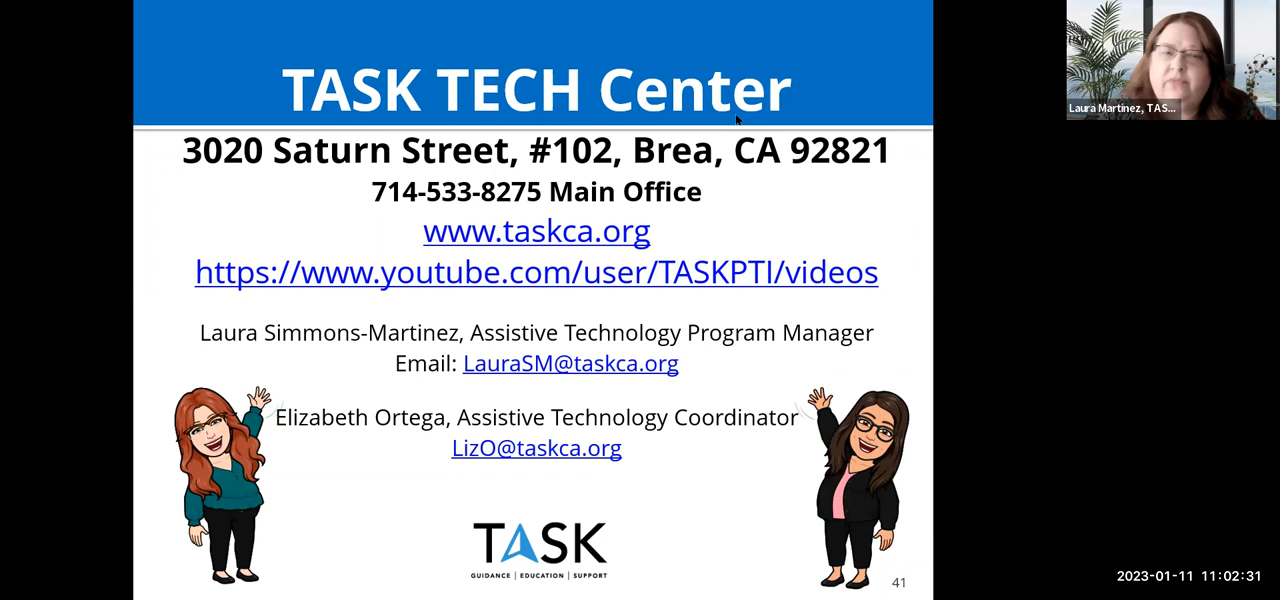 TASK TECH Center
3020 Saturn Street, #102, Brea, CA 92821
714-533-8275 Main Office
www.taskca.org
https://www.youtube.com/user/TASKPTI/videos
Laura Simmons-Martinez, Assistive Technology Program Manager
Email: LauraSM@taskca.org
Elizabeth Ortega, Assistive Technology Coordinator
LizO@taskca.org
TASK
GUIDANCE | EDUCATION | SUPPORT
41
Laura Martinez, TAS...
2023-01-11 11:02:31